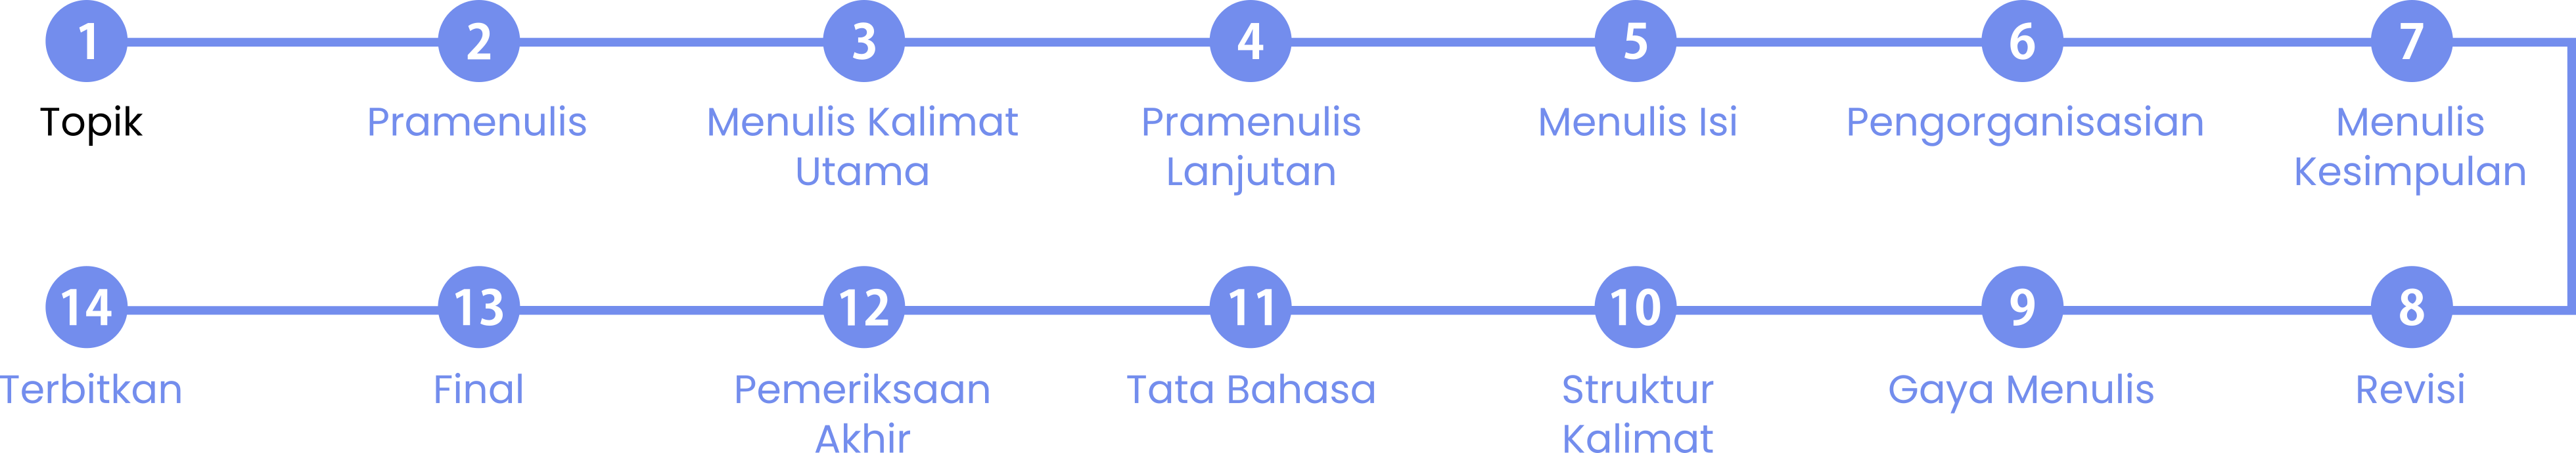 1
Topik
2
Pramenulis
3
Menulis Kalimat
Utama
4
Pramenulis
Lanjutan
5
Menulis Isi
6
Pengorganisasian
7
Menulis
Kesimpulan
8
Revisi
9
Gaya Menulis
10
Struktur
Kalimat
11
Tata Bahasa
12
Pemeriksaan
Akhir
13
Final
14
Terbitkan